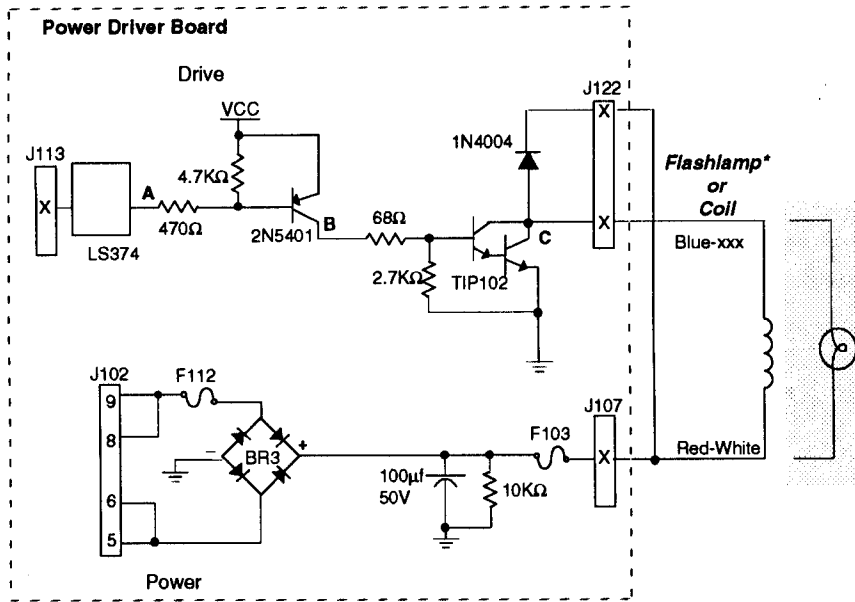 Power Driver Board
Drive
VCC
J122
J113
X
4.7KΩ
1N4004
Flashlamp*
or
Coil
A
X
B
68Ω
X
470Ω
2N5401
C
Blue-xxx
LS374
2.7KΩ
TIP102
J102
F112
9
8
BR3
-
+
J107
F103
Red-White
X
100µf
50V
10KΩ
6
5
Power